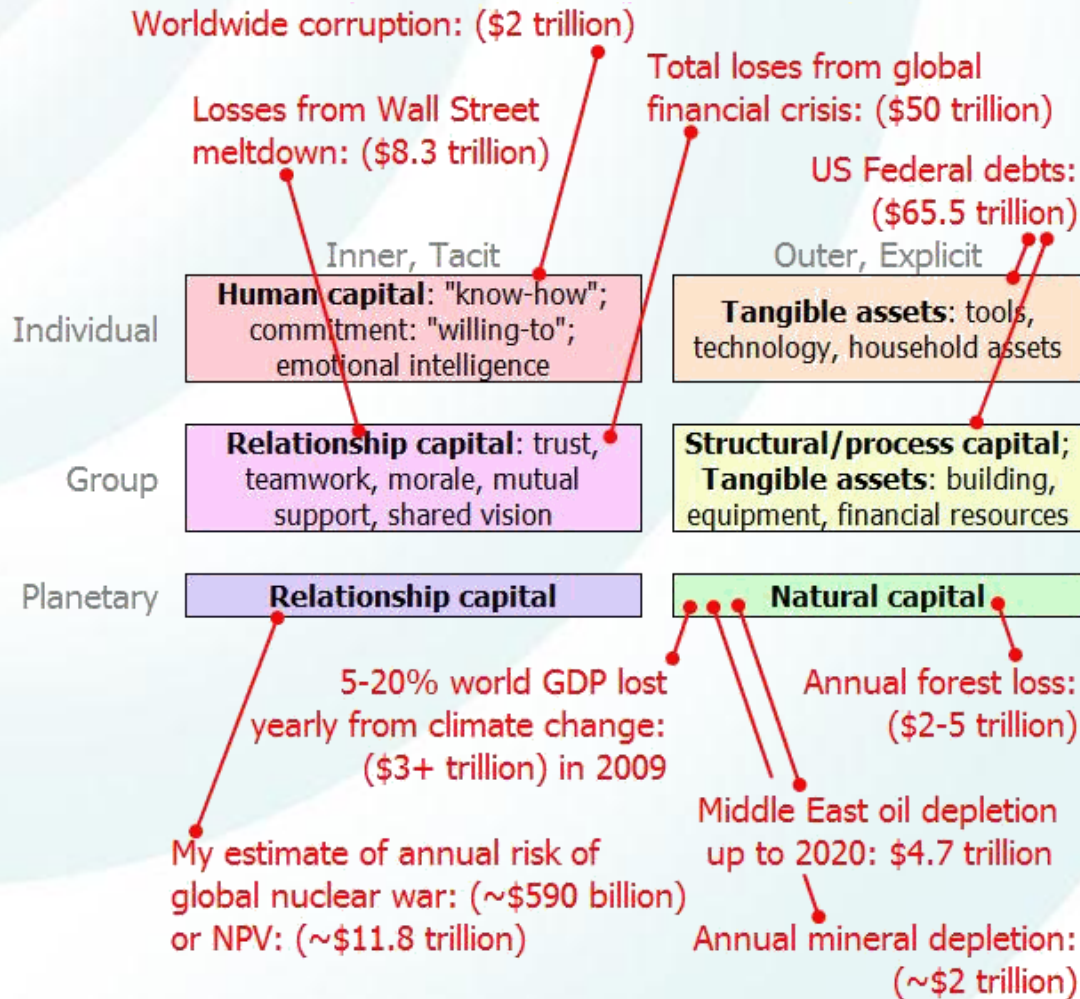 Worldwide corruption: ($2 trillion)
Total loses from global
financial crisis: ($50 trillion)
Losses from Wall Street
meltdown: ($8.3 trillion)
US Federal debts:
($65.5 trillion)
Inner, Tacit
Outer, Explicit
Individual
Human capital: "know-how";
commitment: "willing-to";
emotional intelligence
Tangible assets: tools,
technology, household assets
Group
Relationship capital: trust,
teamwork, morale, mutual
support, shared vision
Structural/process capital;
Tangible assets: building,
equipment, financial resources
Planetary
Relationship capital
Natural capital
5-20% world GDP lost
yearly from climate change:
($3+ trillion) in 2009
Annual forest loss:
($2-5 trillion)
Middle East oil depletion
up to 2020: $4.7 trillion
My estimate of annual risk of
global nuclear war: (~$590 billion)
or NPV: (~$11.8 trillion)
Annual mineral depletion:
(~$2 trillion)